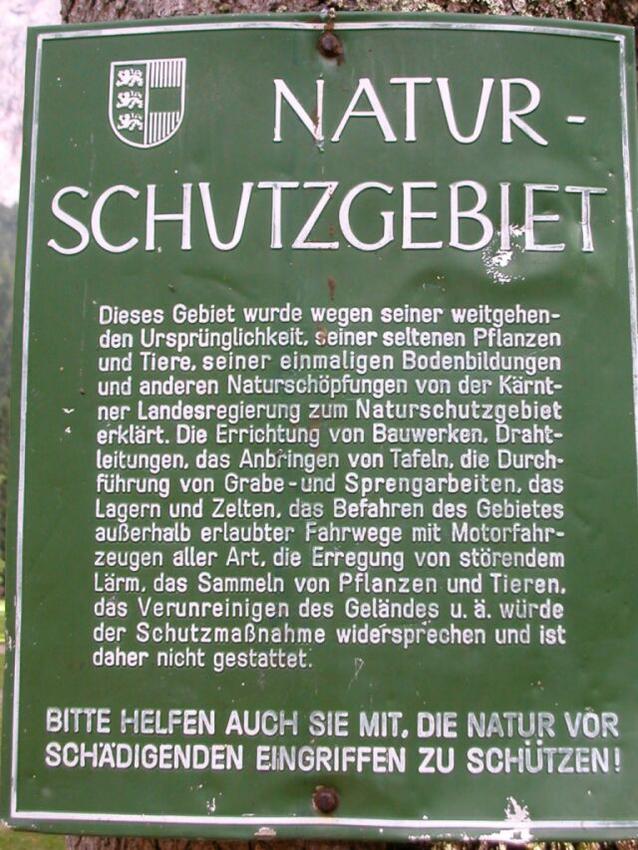 NATUR-
SCHUTZGEBIET
Dieses Gebiet wurde wegen seiner weitgehen-
den Ursprünglichkeit, seiner seltenen Pflanzen
und Tiere, seiner einmaligen Bodenbildungen
und anderen Naturschöpfungen von der Kärnt-
ner Landesregierung zum Naturschutzgebiet
erklärt. Die Errichtung von Bauwerken, Draht-
leitungen, das Anbringen von Tafeln, die Durch-
führung von Grabe-und Sprengarbeiten, das
Lagern und Zelten, das Befahren des Gebietes
außerhalb erlaubter Fahrwege mit Motorfahr-
zeugen aller Art, die Erregung von störendem
Lärm, das Sammeln von Pflanzen und Tieren,
das Verunreinigen des Geländes u. ä. würde
der Schutzmaßnahme widersprechen und ist
daher nicht gestattet.
BITTE HELFEN AUCH SIE MIT, DIE NATUR VOR
SCHÄDIGENDEN EINGRIFFEN ZU SCHÜTZEN!